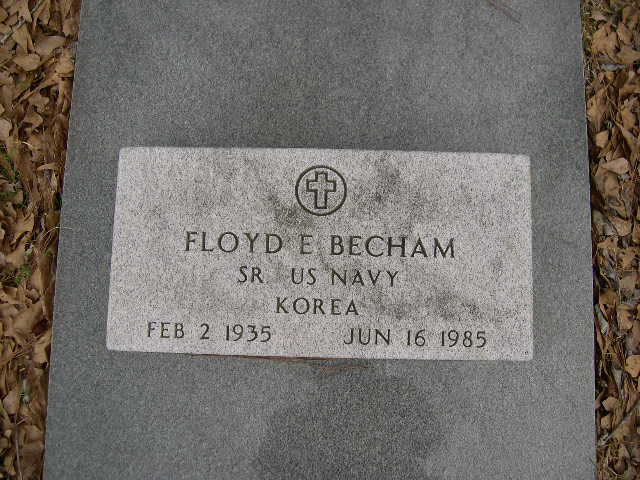 FLOYD E BECHAM
SR US NAVY
KOREA
FEB 2 1935 JUN 16 1985